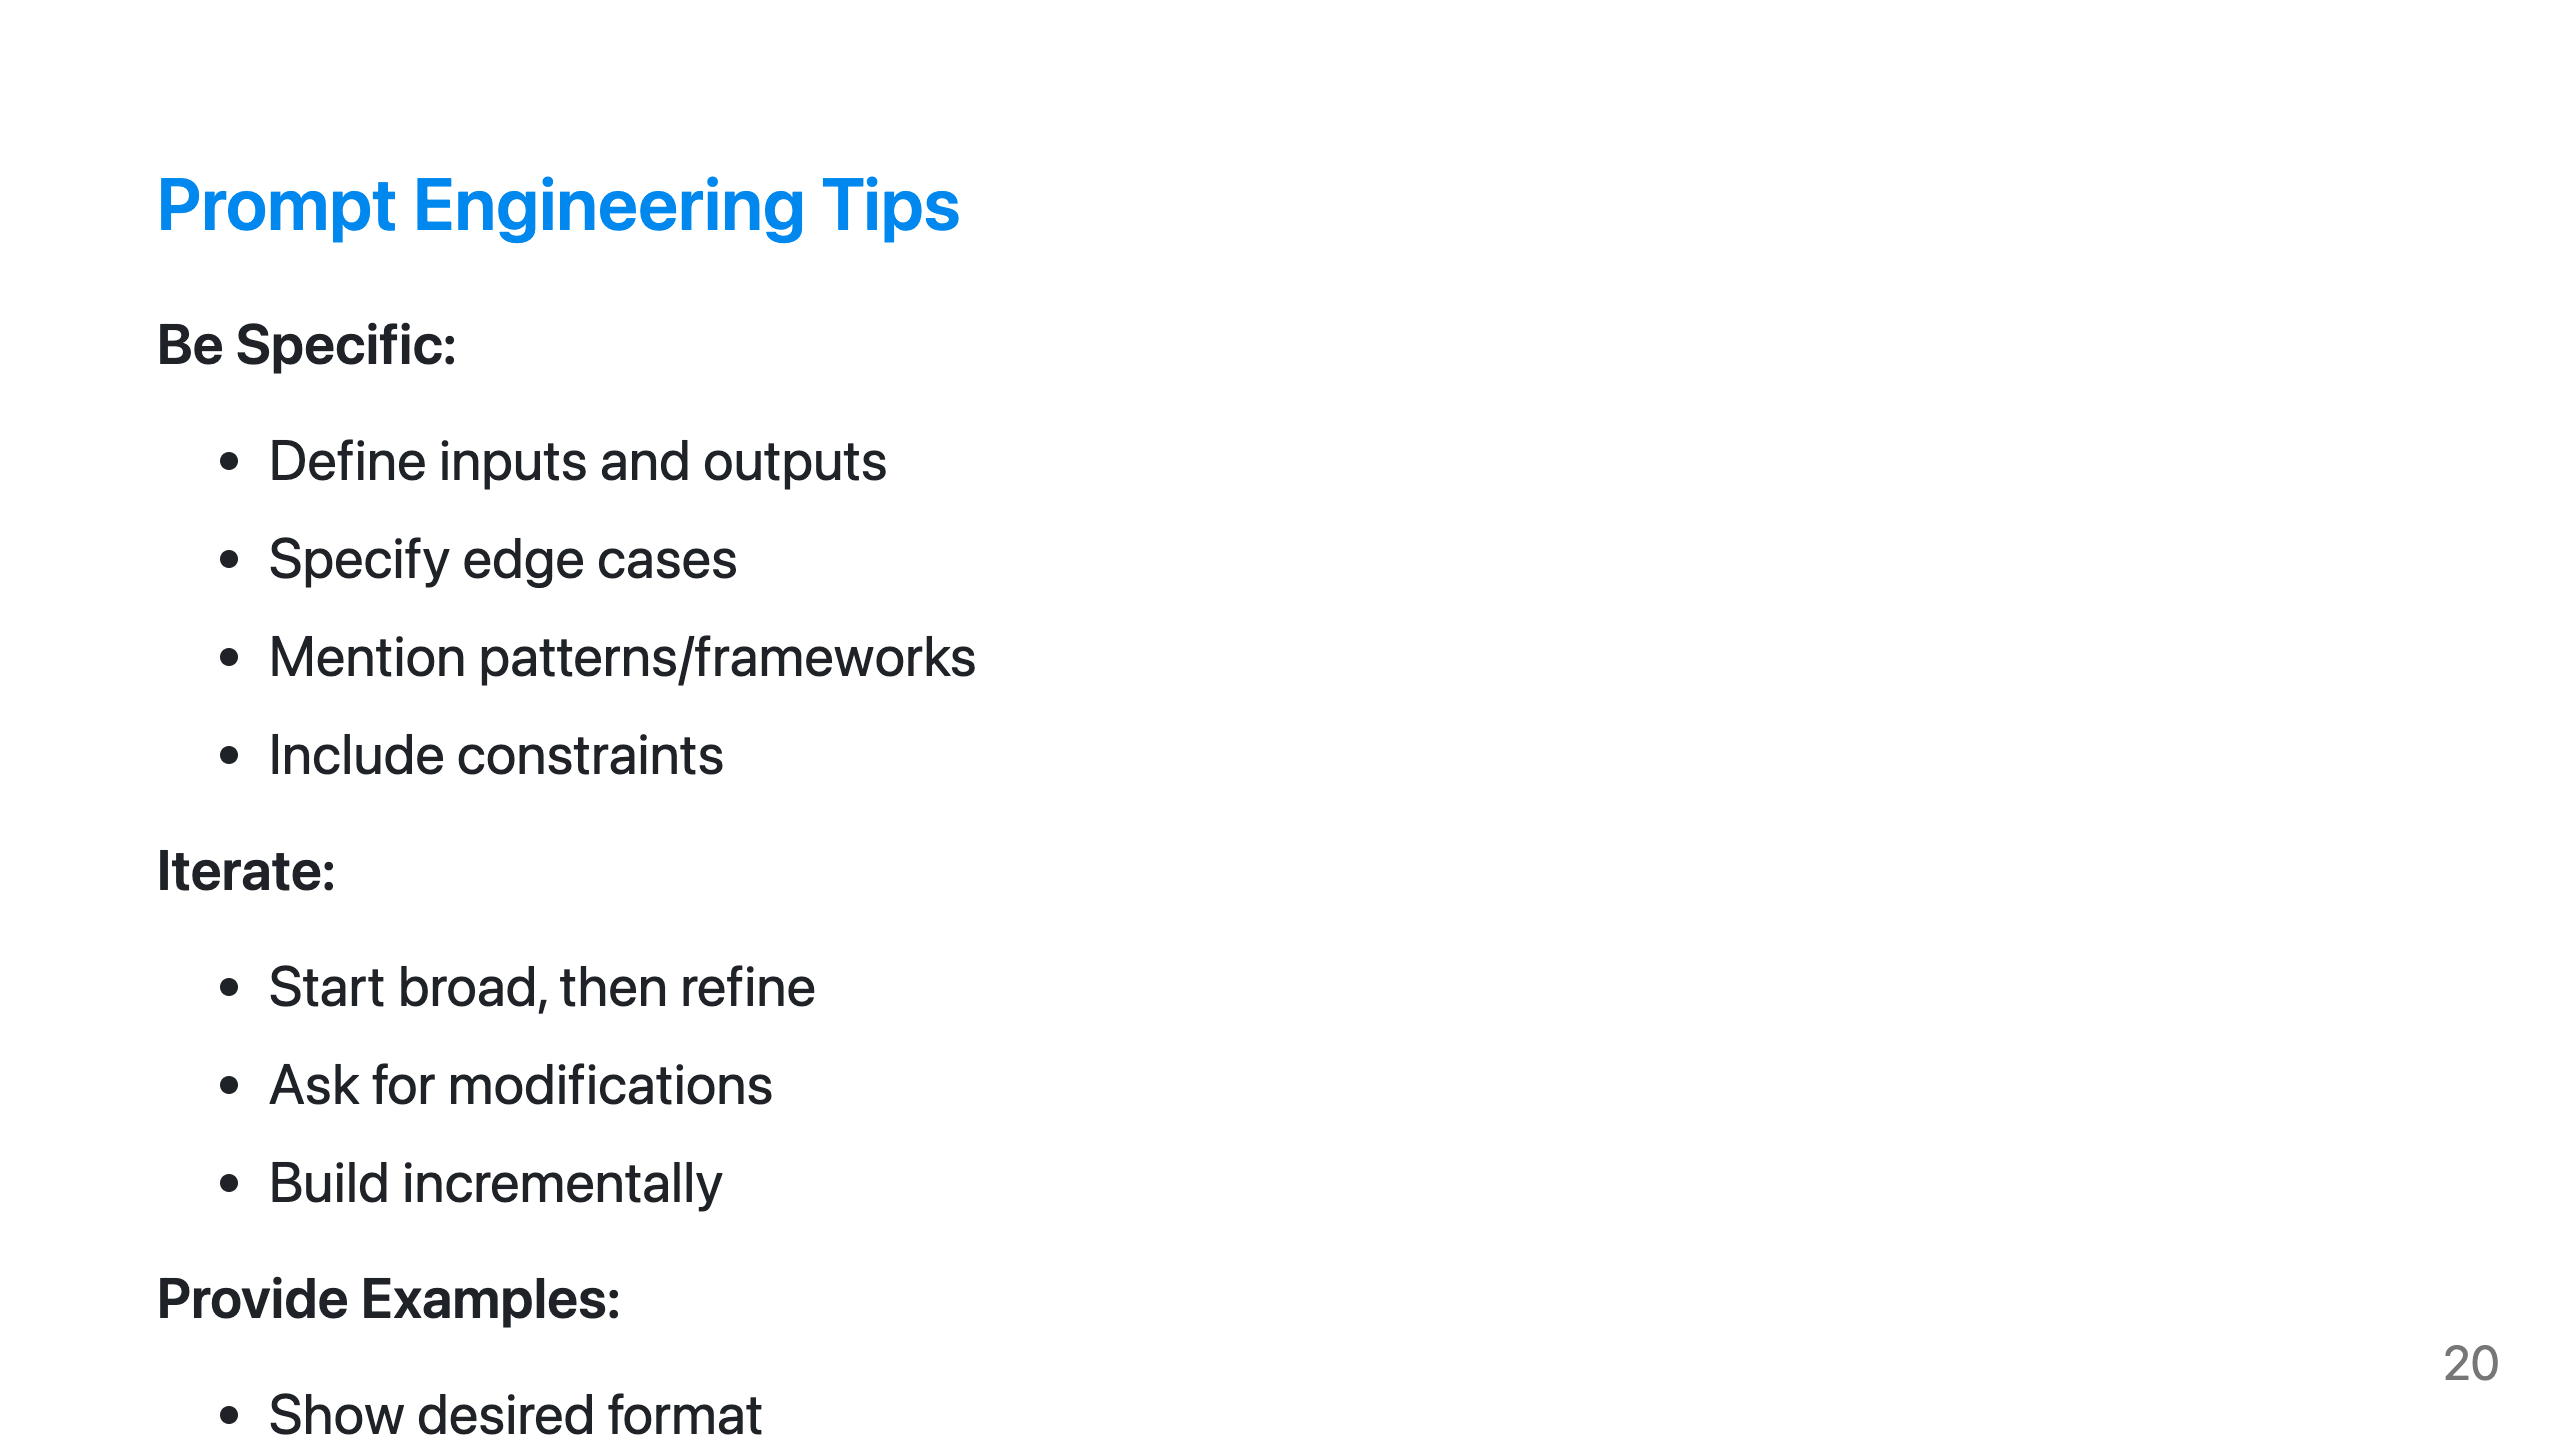 Prompt Engineering Tips
Be Specific:
• Define inputs and outputs
• Specify edge cases
• Mention patterns/frameworks
• Include constraints
Iterate:
• Start broad, then refine
• Ask for modifications
• Build incrementally
Provide Examples:
• Show desired format
20